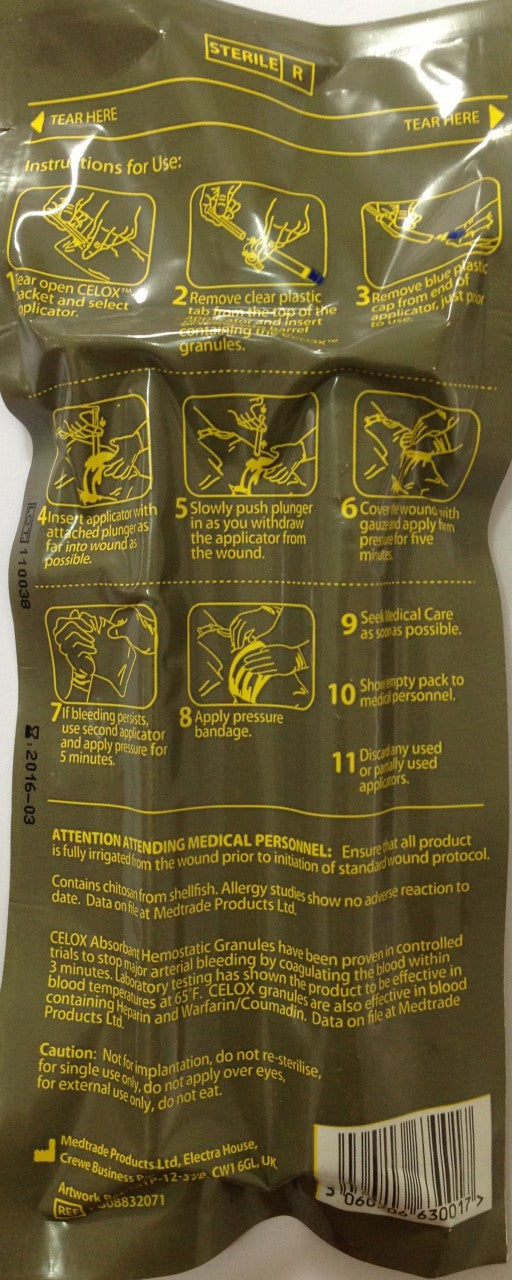 STERILE R
TEAR HERE
TEAR HERE
Instructions for Use:
1 Tear open CELOX™
packet and select
applicator.
2 Remove clear plastic
tab from the top of the
applicator and insert
containing
granules.
3 Remove blue plastic
cap from end of
applicator, just prior
to use.
4 Insert applicator with
attached plunger as
far into wound as
possible.
5 Slowly push plunger
in as you withdraw
the applicator from
the wound.
6 Cover the wound with
gauze and apply firm
pressure for five
minutes.
7 If bleeding persists,
use second applicator
and apply pressure for
5 minutes.
8 Apply pressure
bandage.
9 Seek Medical Care
as soon as possible.
10 Show empty pack to
medical personnel.
11 Discard any used
or partially used
applicators.
LOT 110038
: 2016-03
ATTENTION ATTENDING MEDICAL PERSONNEL: Ensure that all product
is fully irrigated from the wound prior to initiation of standard wound protocol.
Contains chitosan from shellfish. Allergy studies show no adverse reaction to
date. Data on file at Medtrade Products Ltd.
CELOX Absorbant Hemostatic Granules have been proven in controlled
trials to stop major arterial bleeding by coagulating the blood within
3 minutes. Laboratory testing has shown the product to be effective in
blood temperatures at 65°F. CELOX granules are also effective in blood
containing Heparin and Warfarin/Coumadin. Data on file at Medtrade
Products Ltd.
Caution: Not for implantation, do not re-sterilise,
for single use only, do not apply over eyes,
for external use only, do not eat.
Medtrade Products Ltd, Electra House,
Crewe Business CW1 6GL, UK
Artwork
REF 08832071
5 060206 630017 >